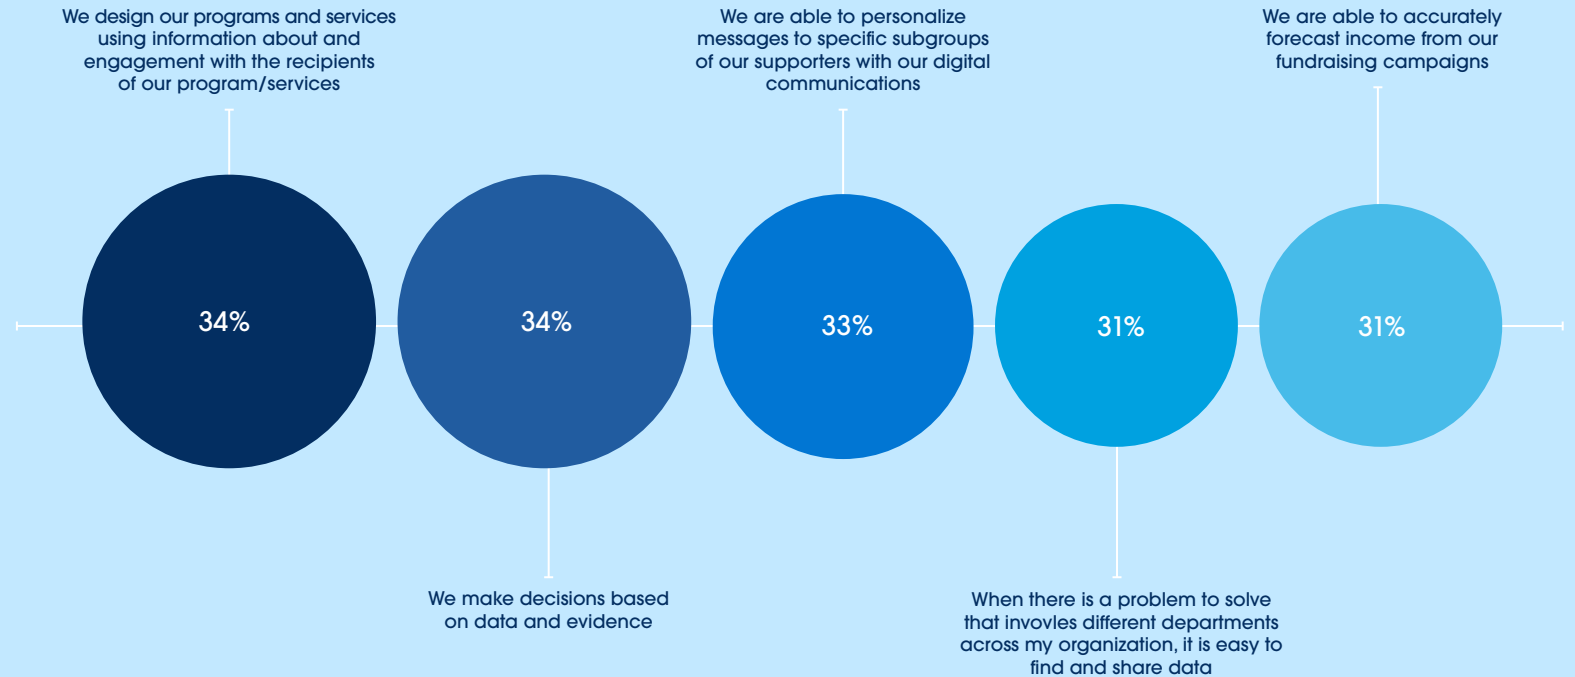 We design our programs and services
using information about and
engagement with the recipients
of our program/services
We are able to personalize
messages to specific subgroups
of our supporters with our digital
communications
We are able to accurately
forecast income from our
fundraising campaigns
34%
34%
33%
31%
31%
We make decisions based
on data and evidence
When there is a problem to solve
that invovles different departments
across my organization, it is easy to
find and share data